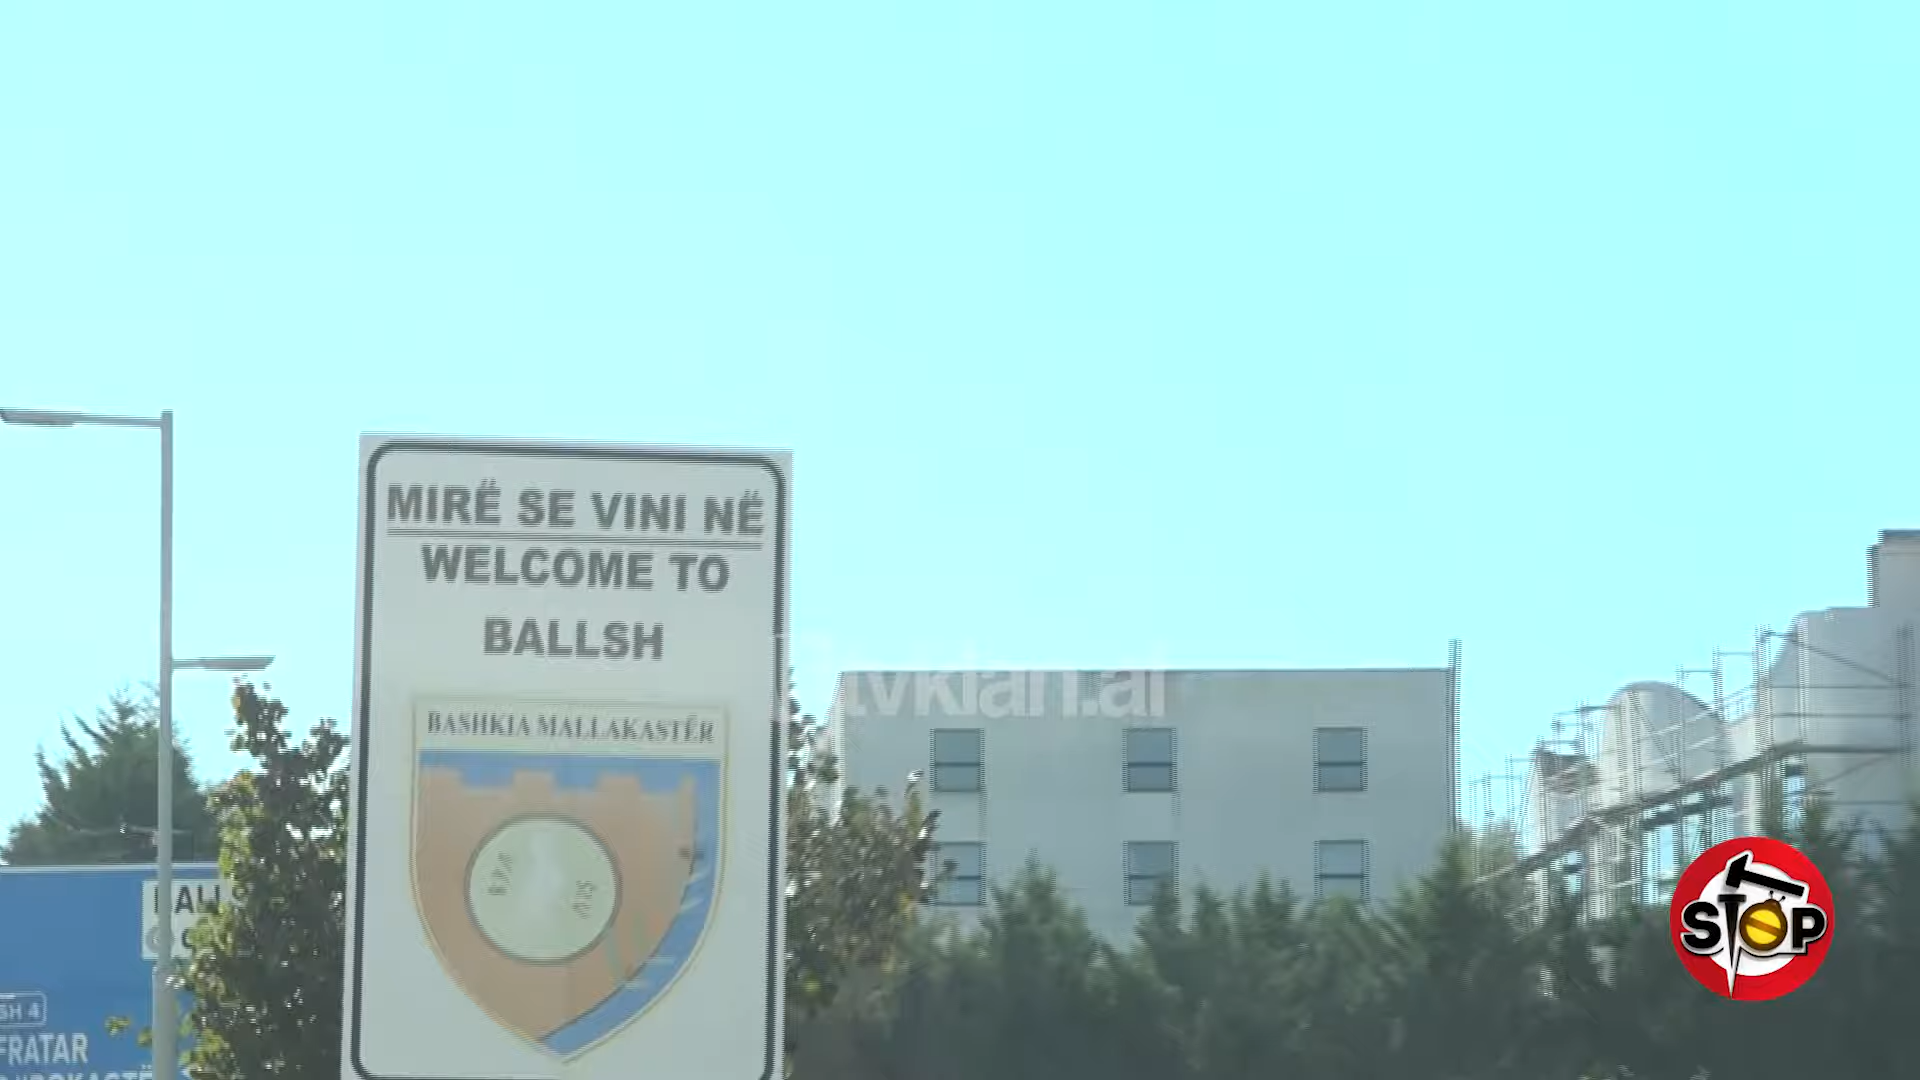 MIRË SE VINI NË
WELCOME TO
BALLSH
BASHKIA MALLAKASTËR
tvklan.al
SH 4
FRATAR
STOP